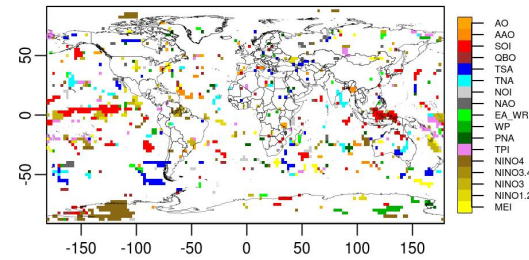 50
0
-50
-150
-100
-50
0
50
100
150
AO
AAO
SOI
QBO
TSA
TNA
NOI
NAO
EA_WR
WP
PNA
TPI
NINO4
NINO3.4
NINO3
NINO1.2
MEI